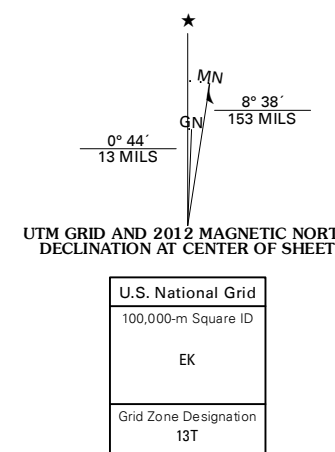 ★
MN
8° 38´
153 MILS
GN
0° 44´
13 MILS
UTM GRID AND 2012 MAGNETIC NORT
DECLINATION AT CENTER OF SHEET
U.S. National Grid
100,000-m Square ID
EK
Grid Zone Designation
13T